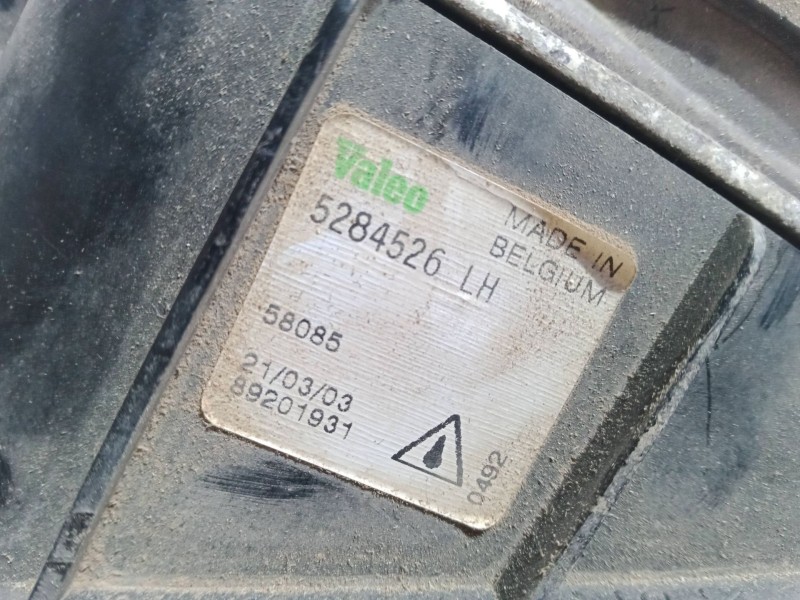 Valeo
5284526 LH
MADE IN
BELGIUM
58085
21/03/03
89201931
0492